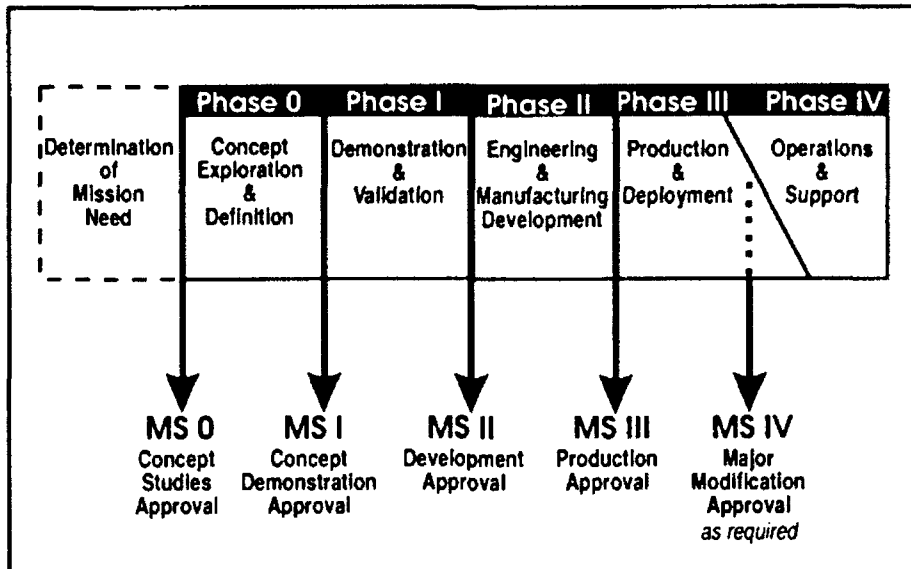 Phase 0 Phase I Phase II Phase III Phase IV
Determination
of
Mission
Need
Concept
Exploration
&
Definition
Demonstration
&
Validation
Engineering
&
Manufacturing
Development
Production
&
Deployment
Operations
&
Support
MS 0
Concept
Studies
Approval
MS I
Concept
Demonstration
Approval
MS II
Development
Approval
MS III
Production
Approval
MS IV
Major
Modification
Approval
as required